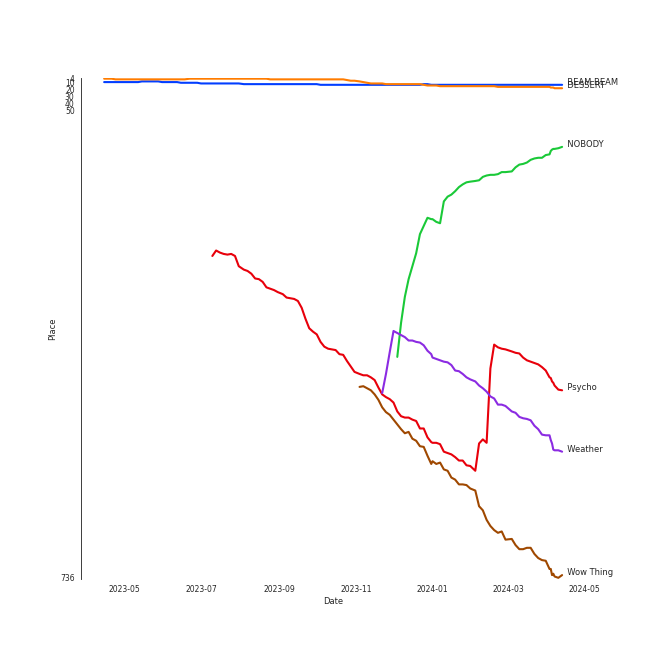 4
10
20
30
40
50
736
Place
BEAM BEAM
DESSERT
NOBODY
Psycho
Weather
Wow Thing
2023-05
2023-07
2023-09
2023-11
2024-01
2024-03
2024-05
Date